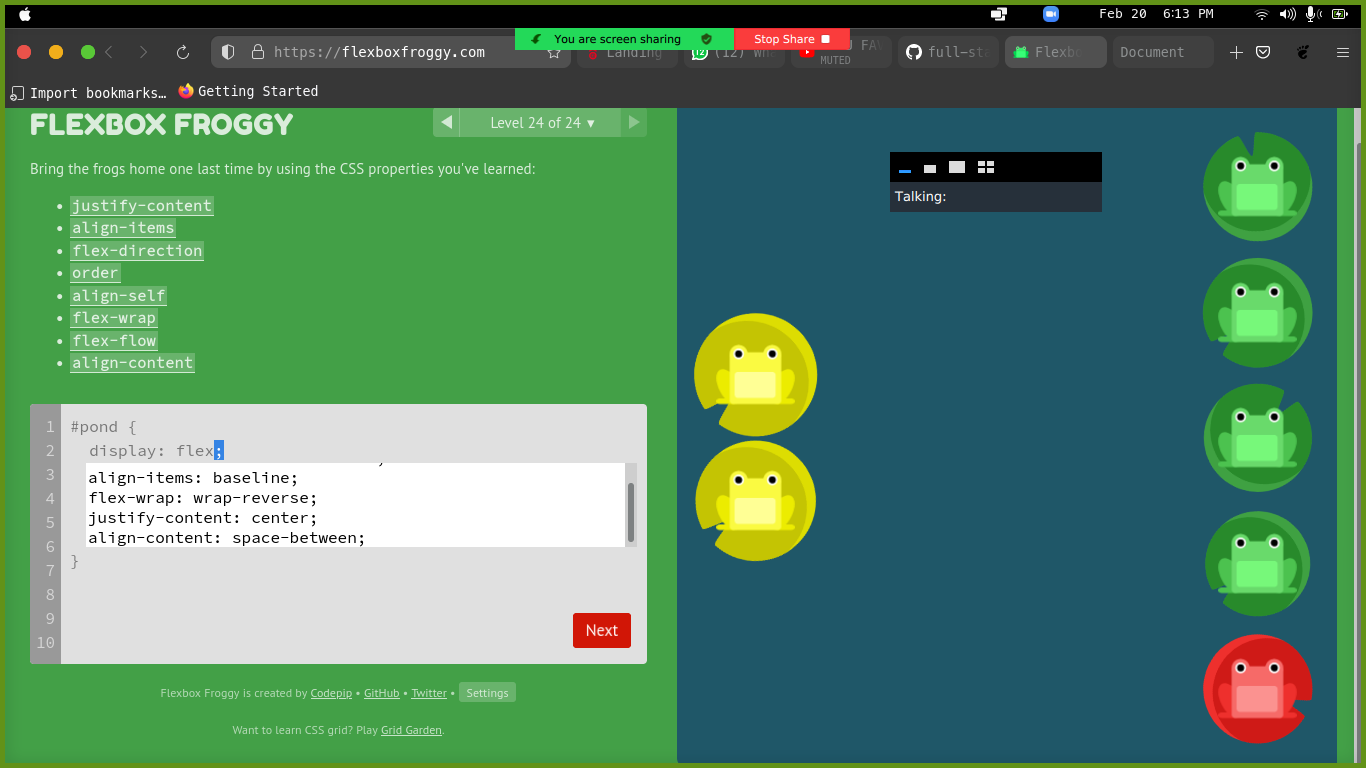 Feb 20 6:13 PM
You are screen sharing
Stop Share
https://flexboxfroggy.com
Landing
(12)
12
FAV
MUTED
full-st
Flexbo
Document
Import bookmarks…
Getting Started
FLEXBOX FROGGY
◀ Level 24 of 24 ▾ ▶
Bring the frogs home one last time by using the CSS properties you've learned:
• justify-content
• align-items
• flex-direction
• order
• align-self
• flex-wrap
• flex-flow
• align-content
1 #pond {
2 display: flex;
3 align-items: baseline;
4 flex-wrap: wrap-reverse;
5 justify-content: center;
6 align-content: space-between;
7 }
8
9
10
Next
Flexbox Froggy is created by Codepip • GitHub • Twitter • Settings
Want to learn CSS grid? Play Grid Garden.
Talking: